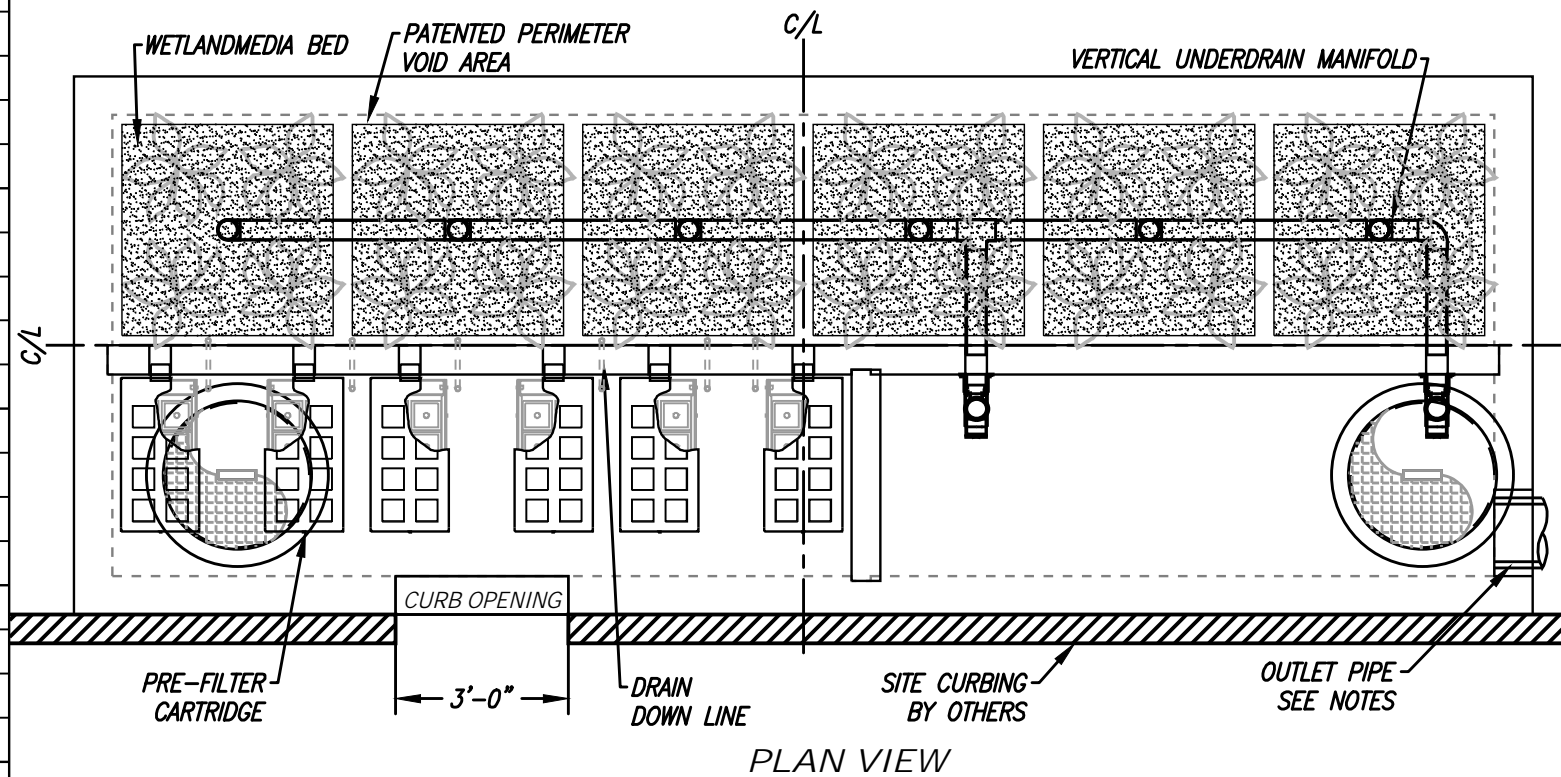 C/L
WETLANDMEDIA BED
PATENTED PERIMETER
VOID AREA
VERTICAL UNDERDRAIN MANIFOLD
C/L
CURB OPENING
PRE-FILTER
CARTRIDGE
3'-0"
DRAIN
DOWN LINE
SITE CURBING
BY OTHERS
OUTLET PIPE
SEE NOTES
PLAN VIEW